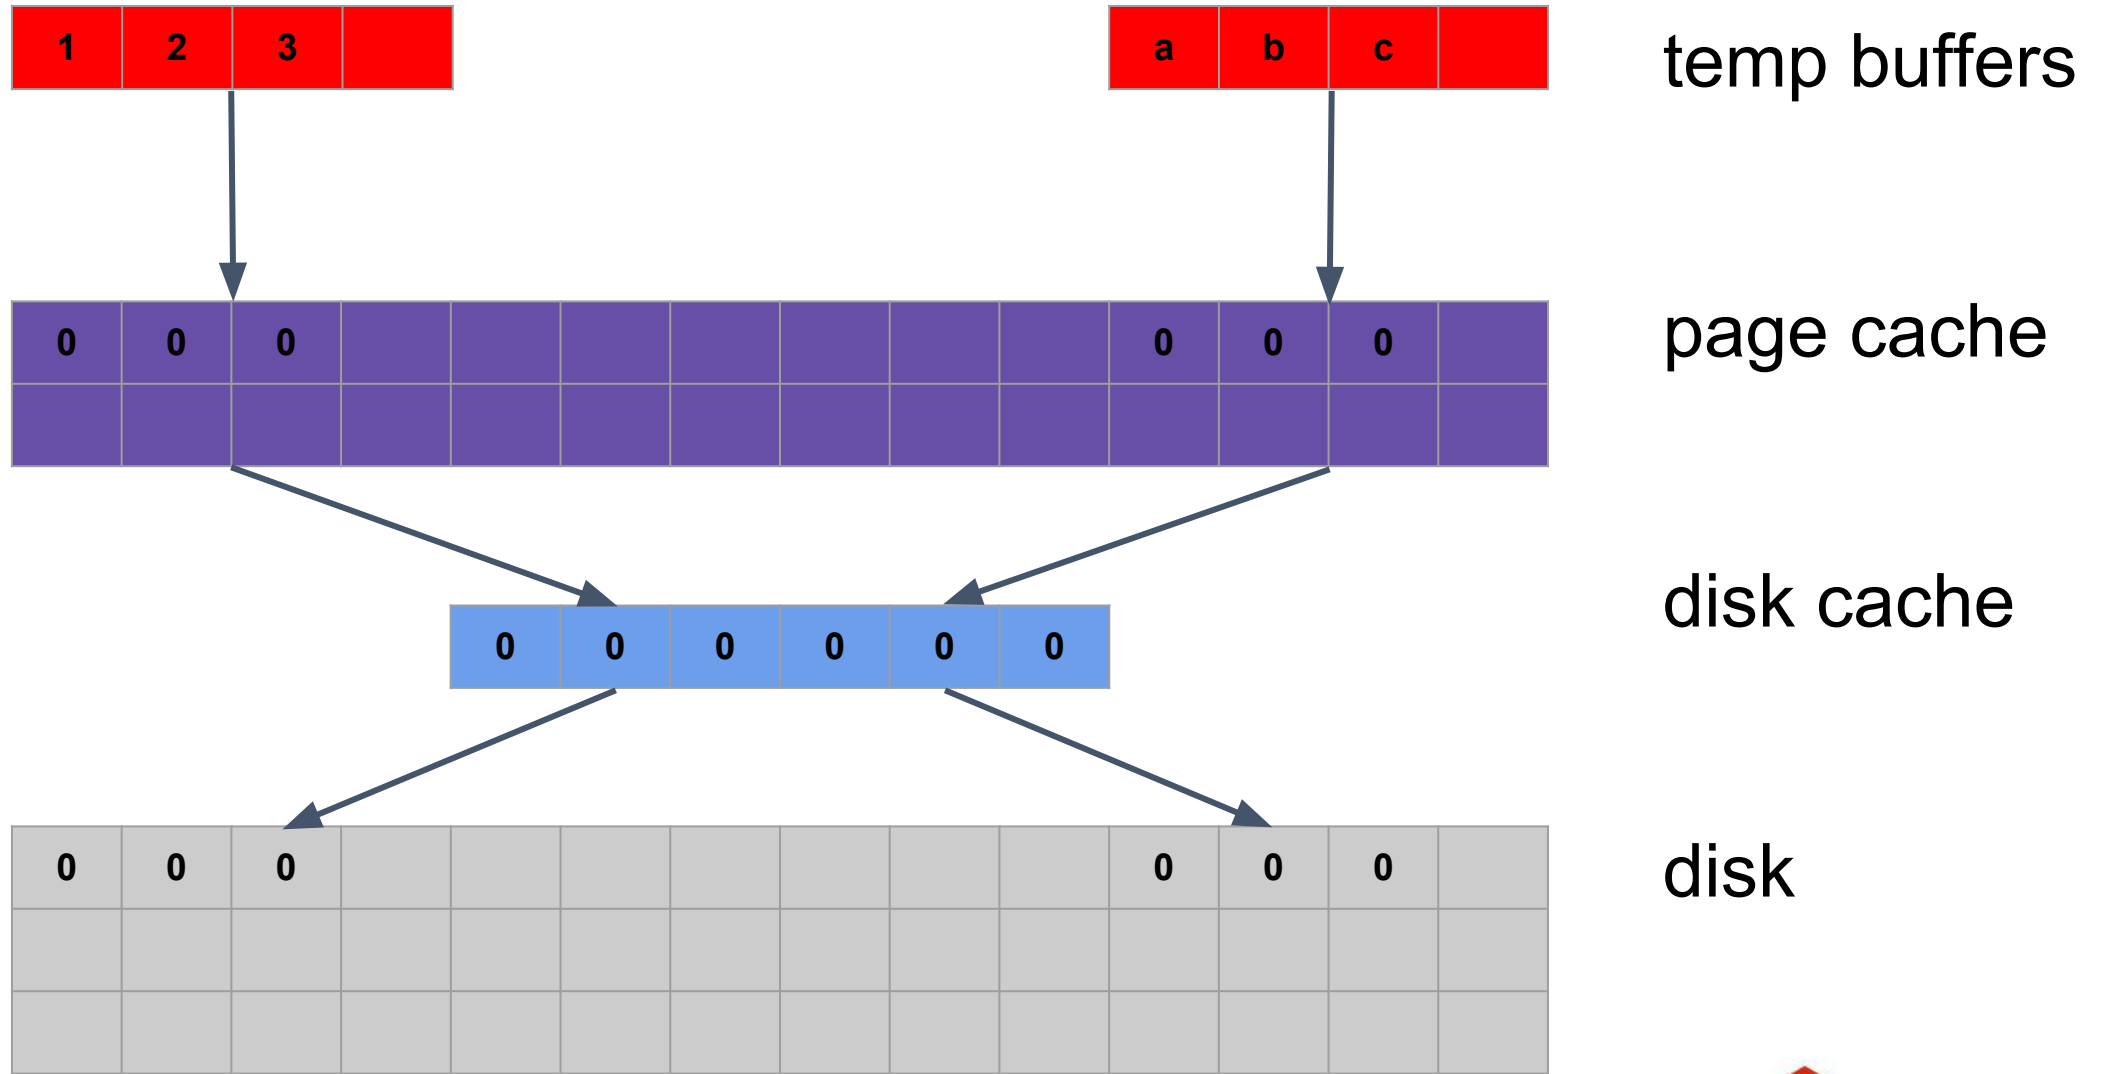 1 2 3 a b c temp buffers
0 0 0 0 0 0 page cache
disk cache
0 0 0 0 0 0
0 0 0 0 0 0 disk